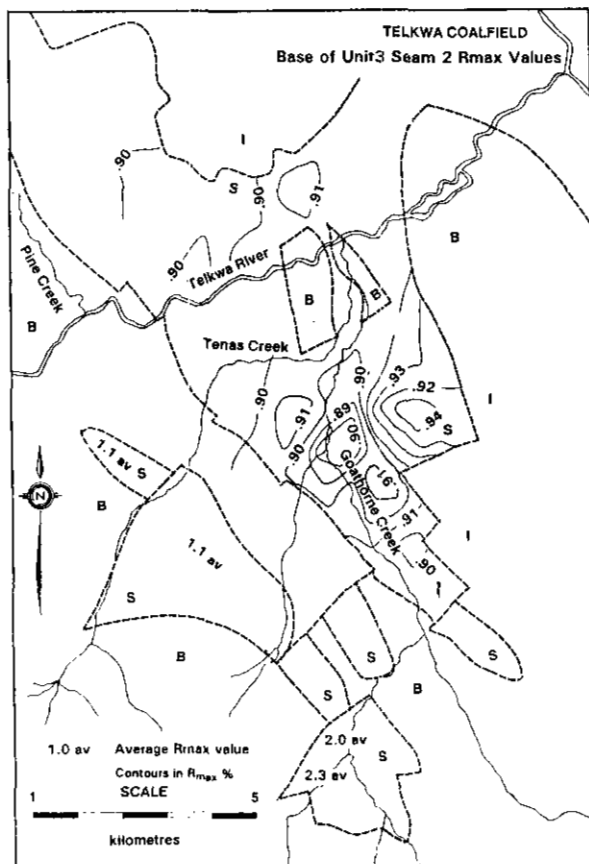 TELKWA COALFIELD
Base of Unit3 Seam 2 Rmax Values
I
.90
S
.90
.91
.90
Telkwa River
B
Pine Creek
B
B
B
Tenas Creek
.90
.93
.92
.94
S
I
.90
.91
.89
.90
.90
Goathorne Creek
.91
.91
.90
I
1.1 av S
N
B
1.1 av
S
B
S
S
S
B
1.0 av Average Rmax value
Contours in Rmax %
SCALE
1 5
kilometres
2.0 av
S
2.3 av